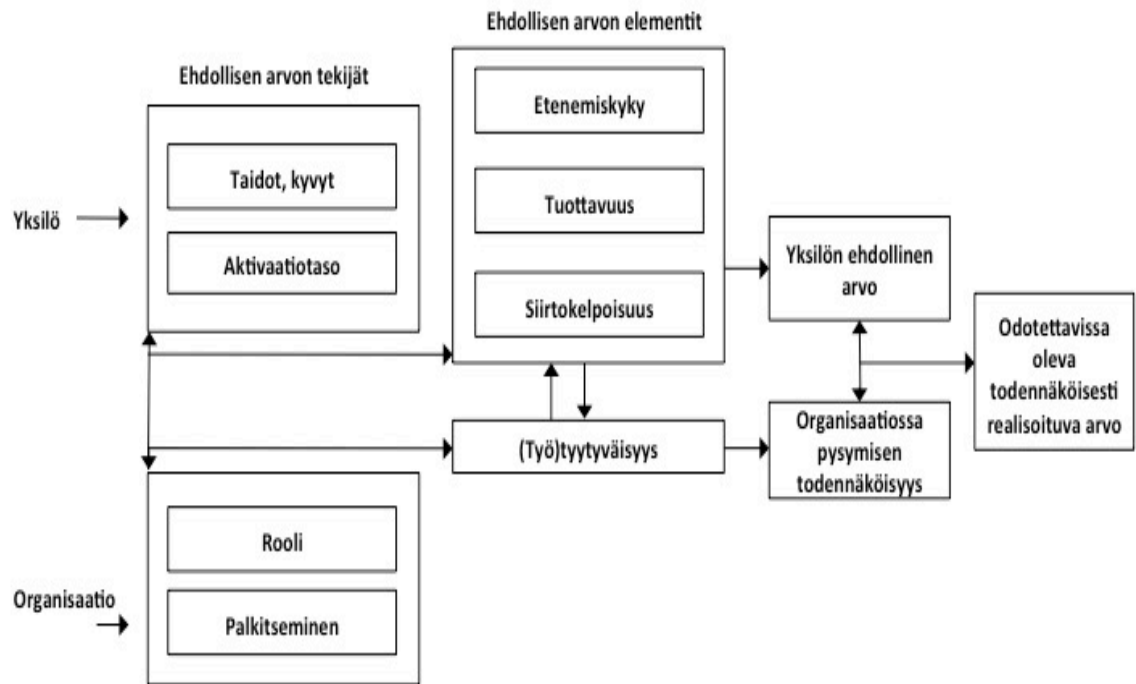 Ehdollisen arvon elementit
Ehdollisen arvon tekijät
Etenemiskyky
Taidot, kyvyt
Yksilö
Tuottavuus
Aktivaatiotaso
Yksilön ehdollinen
arvo
Siirtokelpoisuus
Odotettavissa
oleva
todennäköisesti
realisoituva arvo
(Työ)tyytyväisyys
Organisaatiossa
pysymisen
todennäköisyys
Rooli
Organisaatio
Palkitseminen